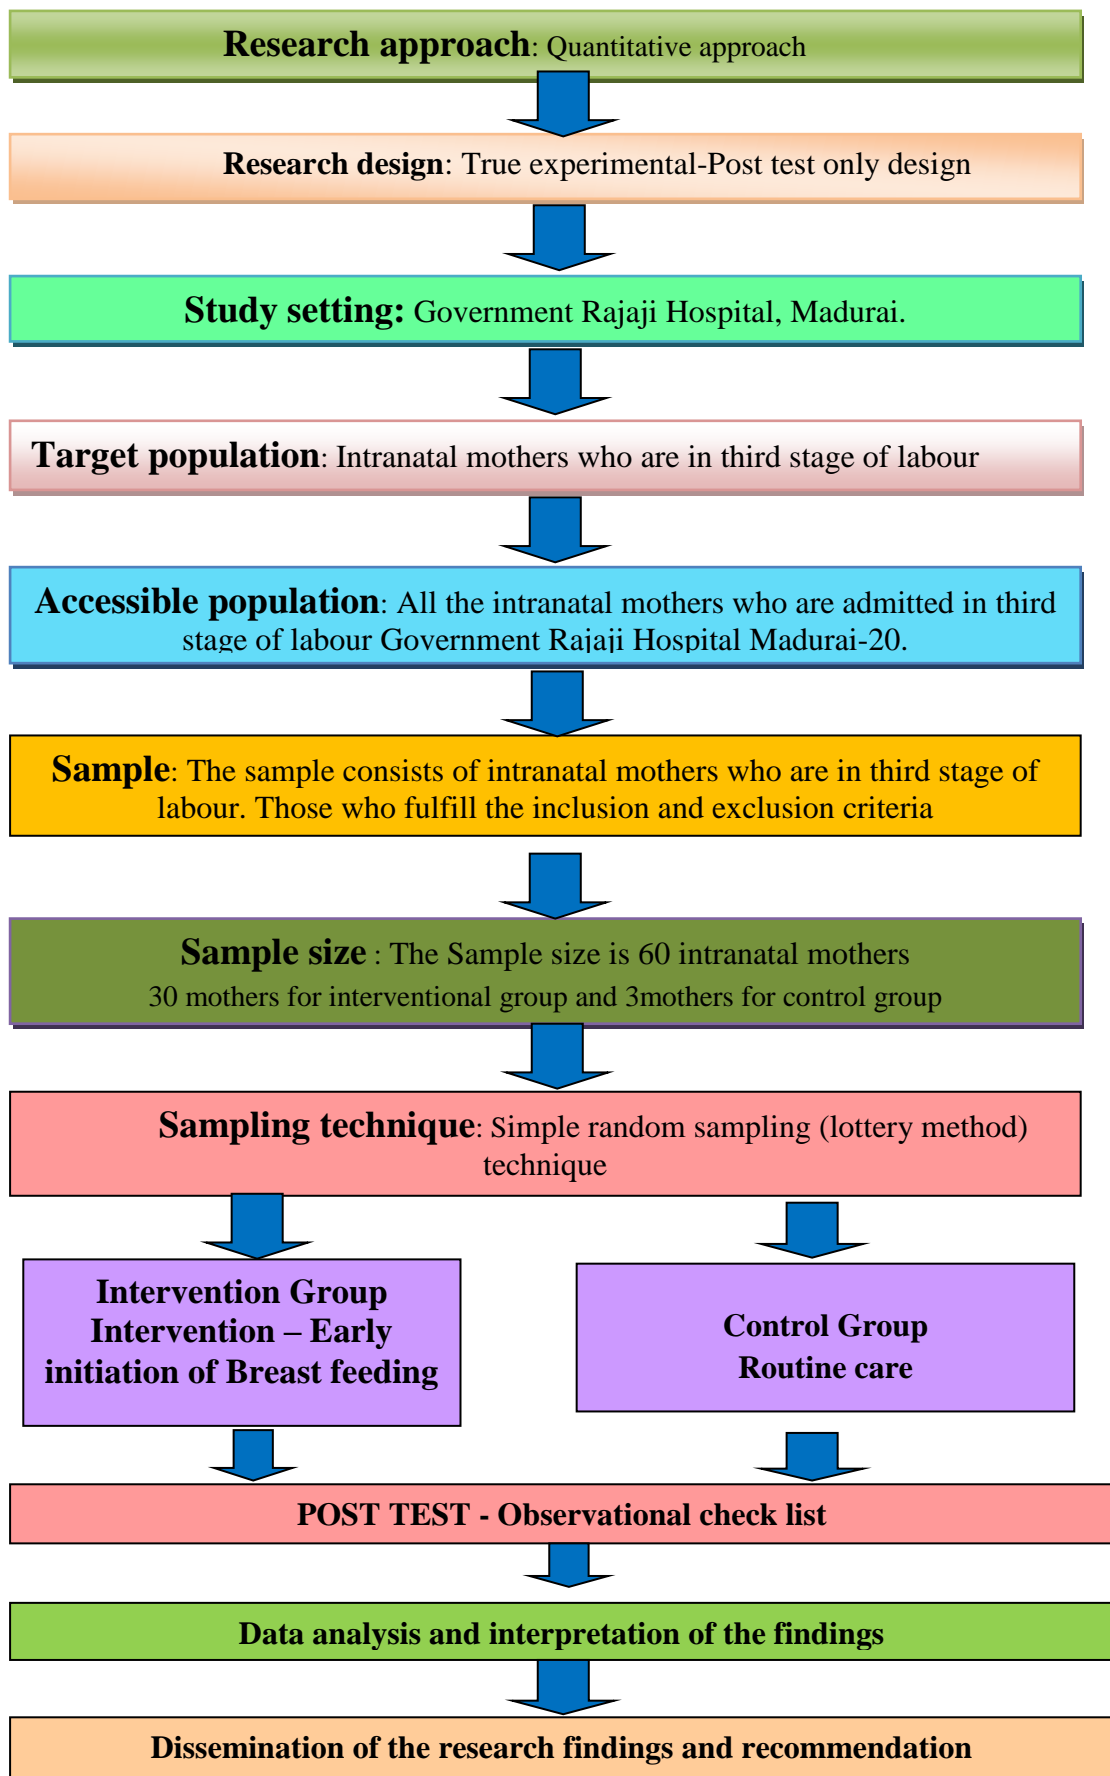 Research approach: Quantitative approach
Research design: True experimental-Post test only design
Study setting: Government Rajaji Hospital, Madurai.
Target population: Intranatal mothers who are in third stage of labour
Accessible population: All the intranatal mothers who are admitted in third
stage of labour Government Rajaji Hospital Madurai-20.
Sample: The sample consists of intranatal mothers who are in third stage of
labour. Those who fulfill the inclusion and exclusion criteria
Sample size : The Sample size is 60 intranatal mothers
30 mothers for interventional group and 3mothers for control group
Sampling technique: Simple random sampling (lottery method)
technique
Intervention Group
Intervention – Early
initiation of Breast feeding
Control Group
Routine care
POST TEST - Observational check list
Data analysis and interpretation of the findings
Dissemination of the research findings and recommendation